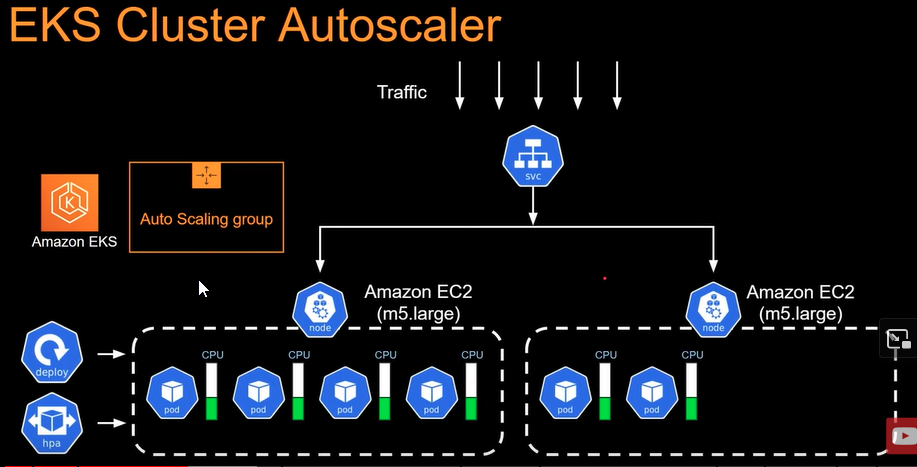 EKS Cluster Autoscaler
Traffic
svc
Auto Scaling group
Amazon EKS
Amazon EC2
(m5.large)
node
Amazon EC2
(m5.large)
node
deploy
hpa
CPU
CPU
CPU
CPU
CPU
CPU
pod
pod
pod
pod
pod
pod